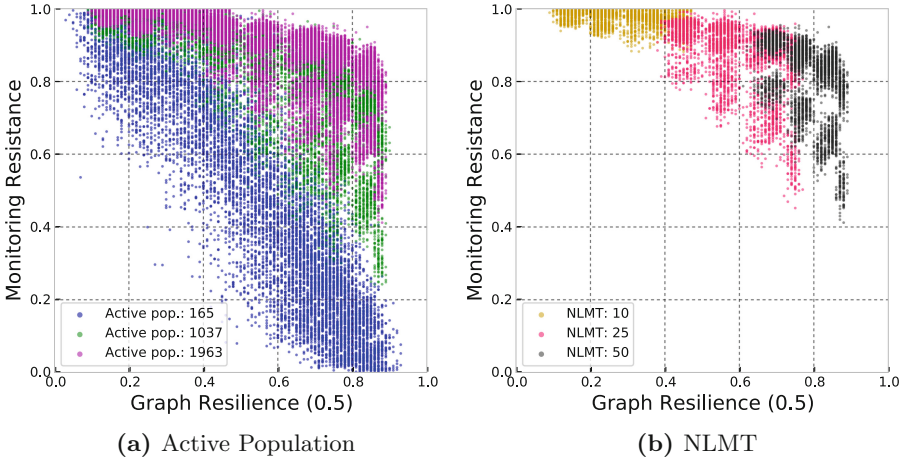 1.0
0.8
0.6
0.4
0.2
0.0
Monitoring Resistance
Active pop.: 165
Active pop.: 1037
Active pop.: 1963
0.0 0.2 0.4 0.6 0.8 1.0
Graph Resilience (0.5)
(a) Active Population
1.0
0.8
0.6
0.4
0.2
0.0
Monitoring Resistance
NLMT: 10
NLMT: 25
NLMT: 50
0.0 0.2 0.4 0.6 0.8 1.0
Graph Resilience (0.5)
(b) NLMT